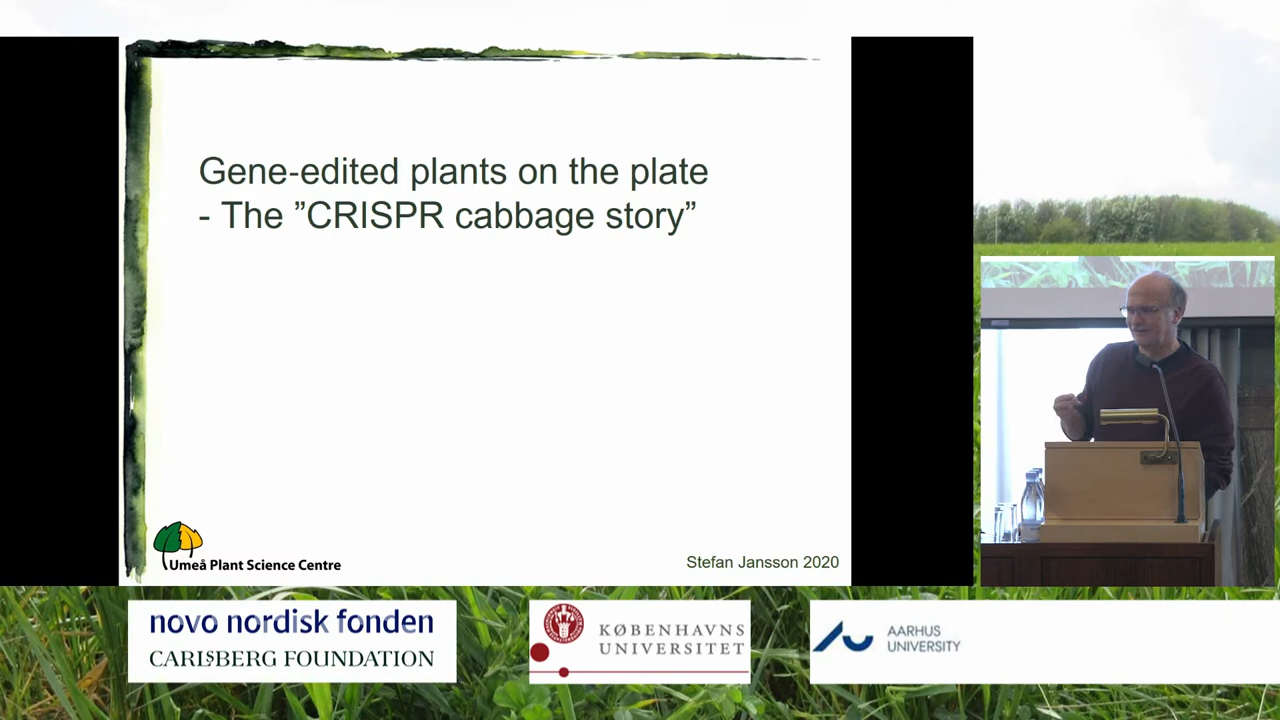 Gene-edited plants on the plate
- The ”CRISPR cabbage story”
Umeå Plant Science Centre
Stefan Jansson 2020
novo nordisk fonden
CARLSBERG FOUNDATION
KØBENHAVNS
UNIVERSITET
AARHUS
UNIVERSITY